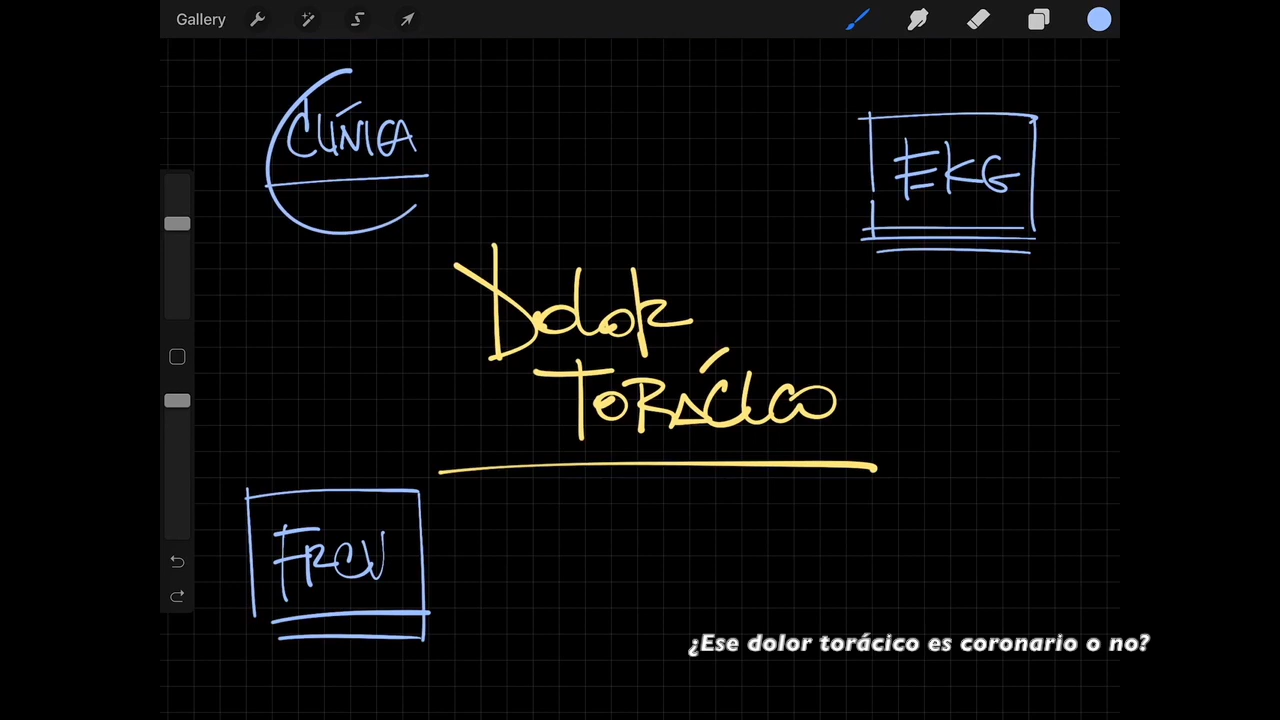 Gallery
CLÍNICA
EKG
Dolor
TORÁCICO
FRCV
¿Ese dolor torácico es coronario o no?